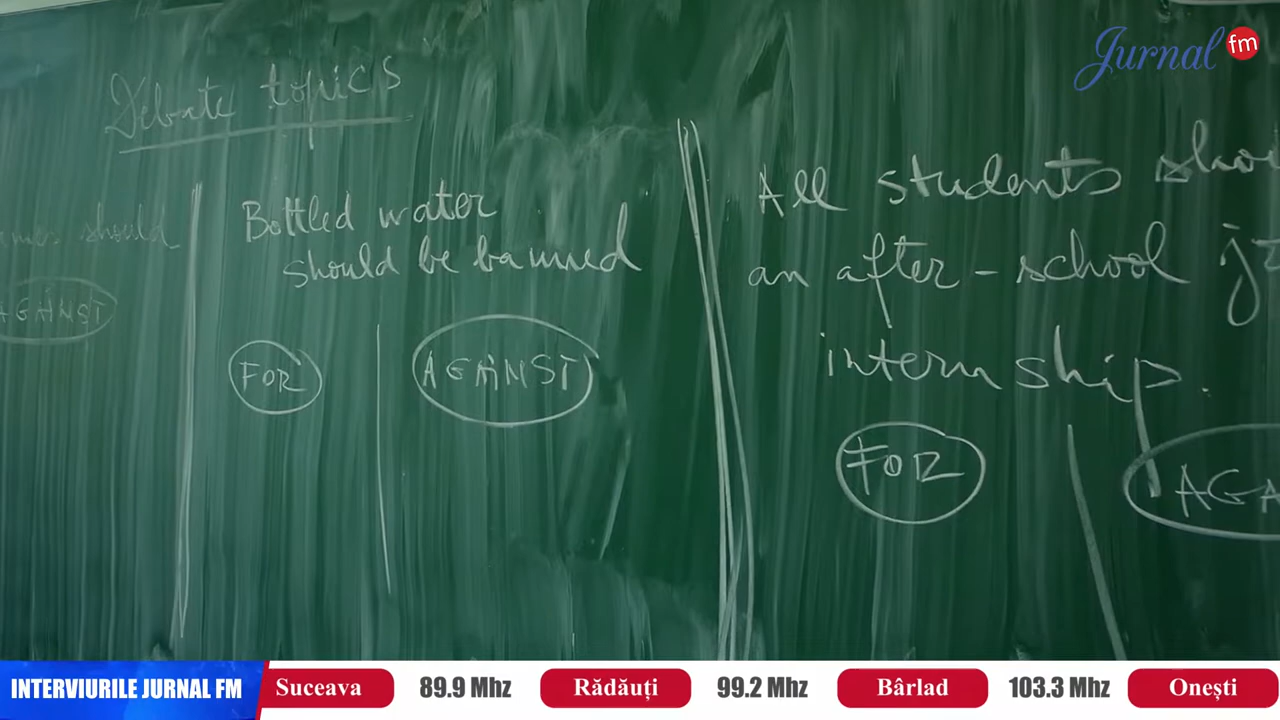 Jurnal fm
Debate topics
should
AGAINST
Bottled water
should be banned
FOR
AGAINST
All students
an after-school
internship.
FOR
INTERVIURILE JURNAL FM
Suceava 89.9 Mhz Rădăuți 99.2 Mhz Bârlad 103.3 Mhz Onești